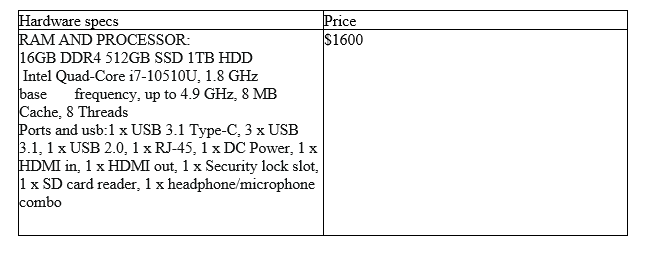 Hardware specs
Price
RAM AND PROCESSOR:
$1600
16GB DDR4 512GB SSD 1TB HDD
Intel Quad-Core i7-10510U, 1.8 GHz
base frequency, up to 4.9 GHz, 8 MB
Cache, 8 Threads
Ports and usb:1 x USB 3.1 Type-C, 3 x USB
3.1, 1 x USB 2.0, 1 x RJ-45, 1 x DC Power, 1 x
HDMI in, 1 x HDMI out, 1 x Security lock slot,
1 x SD card reader, 1 x headphone/microphone
combo